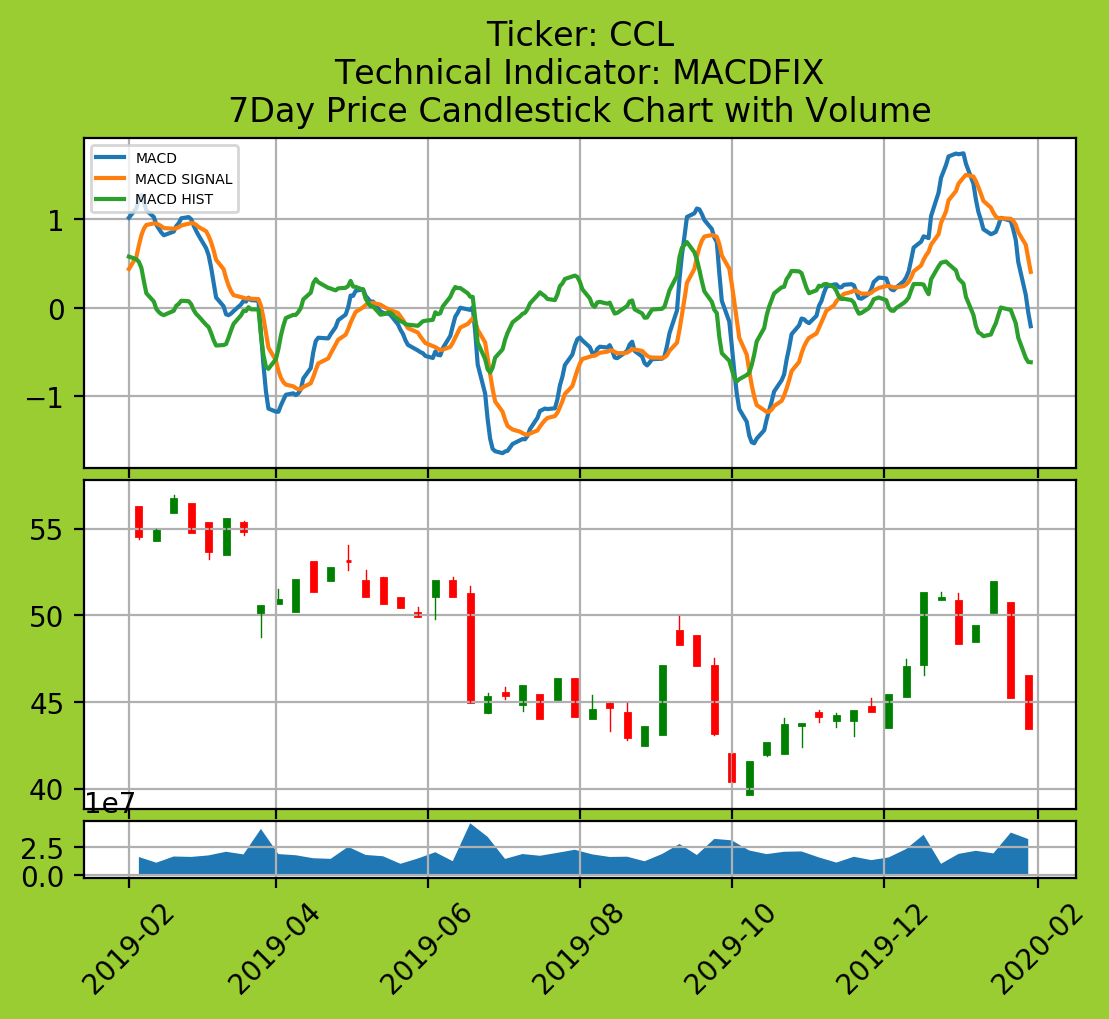 Ticker: CCL
Technical Indicator: MACDFIX
7Day Price Candlestick Chart with Volume
MACD
MACD SIGNAL
MACD HIST
1
0
−1
55
50
45
40
1e7
2.5
0.0
2019-02
2019-04
2019-06
2019-08
2019-10
2019-12
2020-02